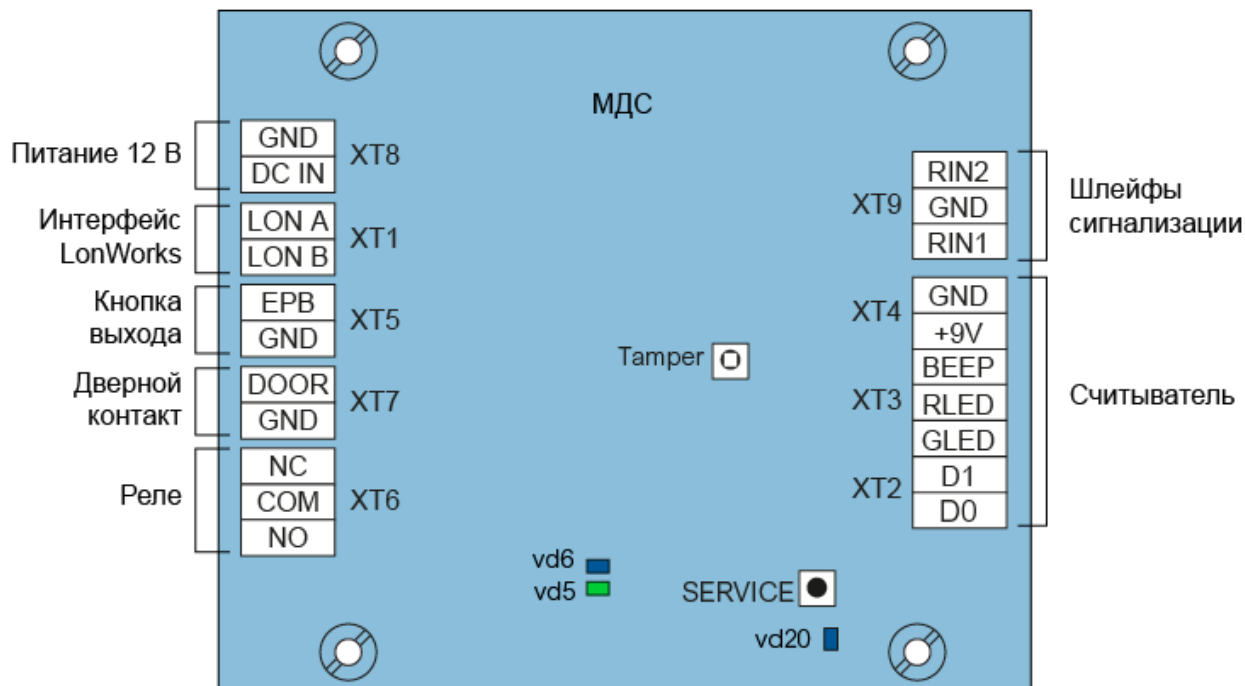 МДС
Питание 12 В
GND
DC IN
XT8
Интерфейс
LonWorks
LON A
LON B
XT1
Кнопка
выхода
EPB
GND
XT5
Дверной
контакт
DOOR
GND
XT7
Реле
NC
COM
NO
XT6
Tamper
vd6
vd5
SERVICE
vd20
XT9
RIN2
GND
RIN1
Шлейфы
сигнализации
XT4
GND
+9V
XT3
BEEP
RLED
GLED
XT2
D1
D0
Считыватель